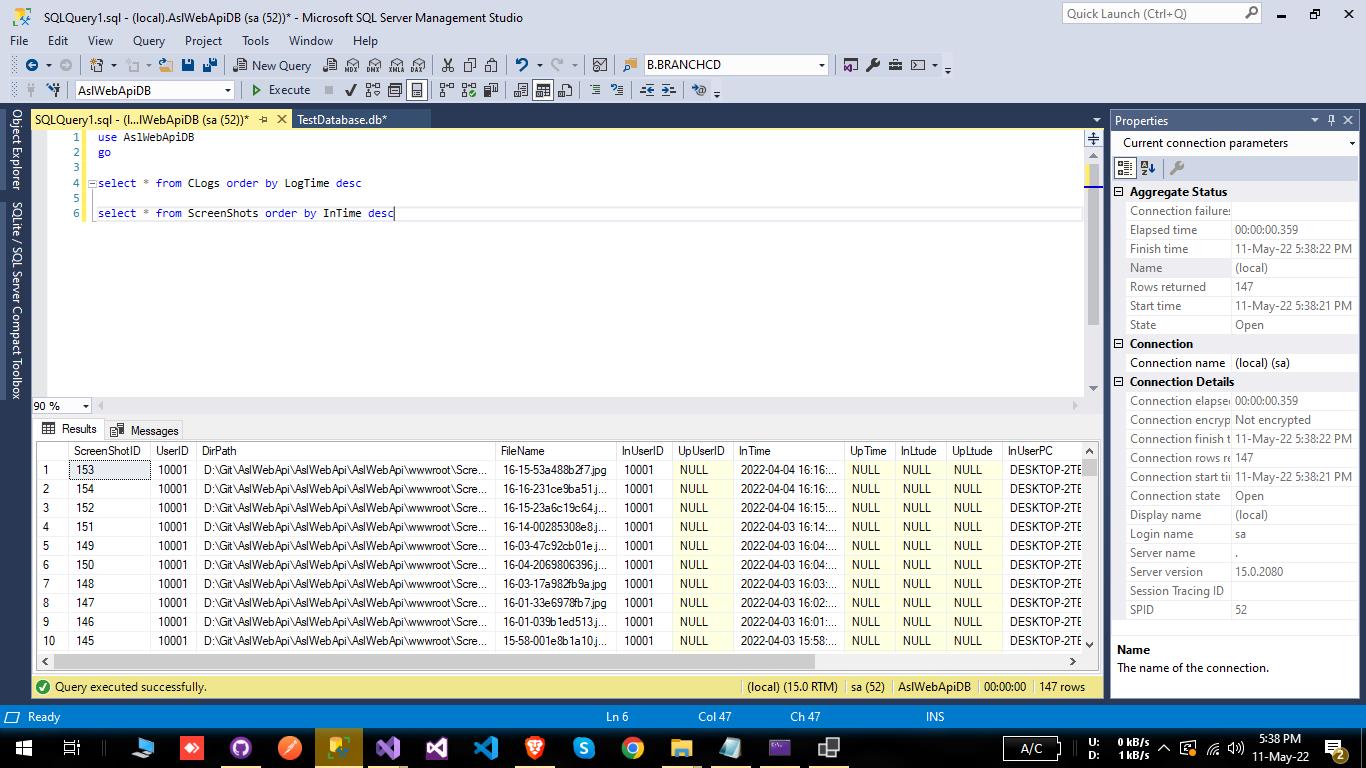 SQLQuery1.sql - (local).AslWebApiDB (sa (52))* - Microsoft SQL Server Management Studio
Quick Launch (Ctrl+Q)
File Edit View Query Project Tools Window Help
New Query MDX DMX XMLA DAX B.BRANCHCD
AslWebApiDB Execute
SQLQuery1.sql - (l...lWebApiDB (sa (52))* TestDatabase.db*
Object Explorer
SQLite / SQL Server Compact Toolbox
1 use AslWebApiDB
2 go
3
4 select * from CLogs order by LogTime desc
5
6 select * from ScreenShots order by InTime desc
90 %
Results Messages
ScreenShotID UserID DirPath FileName InUserID UpUserID InTime UpTime InLtude UpLtude InUserPC
1 153 10001 D:\Git\AslWebApi\AslWebApi\AslWebApi\wwwroot\Scre... 16-15-53a488b2f7.jpg 10001 NULL 2022-04-04 16:16:... NULL NULL NULL DESKTOP-2TE
2 154 10001 D:\Git\AslWebApi\AslWebApi\AslWebApi\wwwroot\Scre... 16-16-231ce9ba51.j... 10001 NULL 2022-04-04 16:16:... NULL NULL NULL DESKTOP-2TE
3 152 10001 D:\Git\AslWebApi\AslWebApi\AslWebApi\wwwroot\Scre... 16-15-23a6c19c64.j... 10001 NULL 2022-04-04 16:15:... NULL NULL NULL DESKTOP-2TE
4 151 10001 D:\Git\AslWebApi\AslWebApi\AslWebApi\wwwroot\Scre... 16-14-00285308e8.j... 10001 NULL 2022-04-03 16:14:... NULL NULL NULL DESKTOP-2TE
5 149 10001 D:\Git\AslWebApi\AslWebApi\AslWebApi\wwwroot\Scre... 16-03-47c92cb01e.j... 10001 NULL 2022-04-03 16:04:... NULL NULL NULL DESKTOP-2TE
6 150 10001 D:\Git\AslWebApi\AslWebApi\AslWebApi\wwwroot\Scre... 16-04-2069806396.j... 10001 NULL 2022-04-03 16:04:... NULL NULL NULL DESKTOP-2TE
7 148 10001 D:\Git\AslWebApi\AslWebApi\AslWebApi\wwwroot\Scre... 16-03-17a982fb9a.jpg 10001 NULL 2022-04-03 16:03:... NULL NULL NULL DESKTOP-2TE
8 147 10001 D:\Git\AslWebApi\AslWebApi\AslWebApi\wwwroot\Scre... 16-01-33e6978fb7.jpg 10001 NULL 2022-04-03 16:02:... NULL NULL NULL DESKTOP-2TE
9 146 10001 D:\Git\AslWebApi\AslWebApi\AslWebApi\wwwroot\Scre... 16-01-039b1ed513.j... 10001 NULL 2022-04-03 16:01:... NULL NULL NULL DESKTOP-2TE
10 145 10001 D:\Git\AslWebApi\AslWebApi\AslWebApi\wwwroot\Scre... 15-58-001e8b1a10.j... 10001 NULL 2022-04-03 15:58:... NULL NULL NULL DESKTOP-2TE
Query executed successfully. (local) (15.0 RTM) sa (52) AslWebApiDB 00:00:00 147 rows
Properties
Current connection parameters
Aggregate Status
Connection failures
Elapsed time 00:00:00.359
Finish time 11-May-22 5:38:22 PM
Name (local)
Rows returned 147
Start time 11-May-22 5:38:21 PM
State Open
Connection
Connection name (local) (sa)
Connection Details
Connection elapse 00:00:00.359
Connection encryp Not encrypted
Connection finish t 11-May-22 5:38:22 PM
Connection rows re 147
Connection start ti 11-May-22 5:38:21 PM
Connection state Open
Display name (local)
Login name sa
Server name .
Server version 15.0.2080
Session Tracing ID
SPID 52
Name
The name of the connection.
Ready Ln 6 Col 47 Ch 47 INS
A/C U: 0 kB/s 5:38 PM
D: 1 kB/s 11-May-22 2